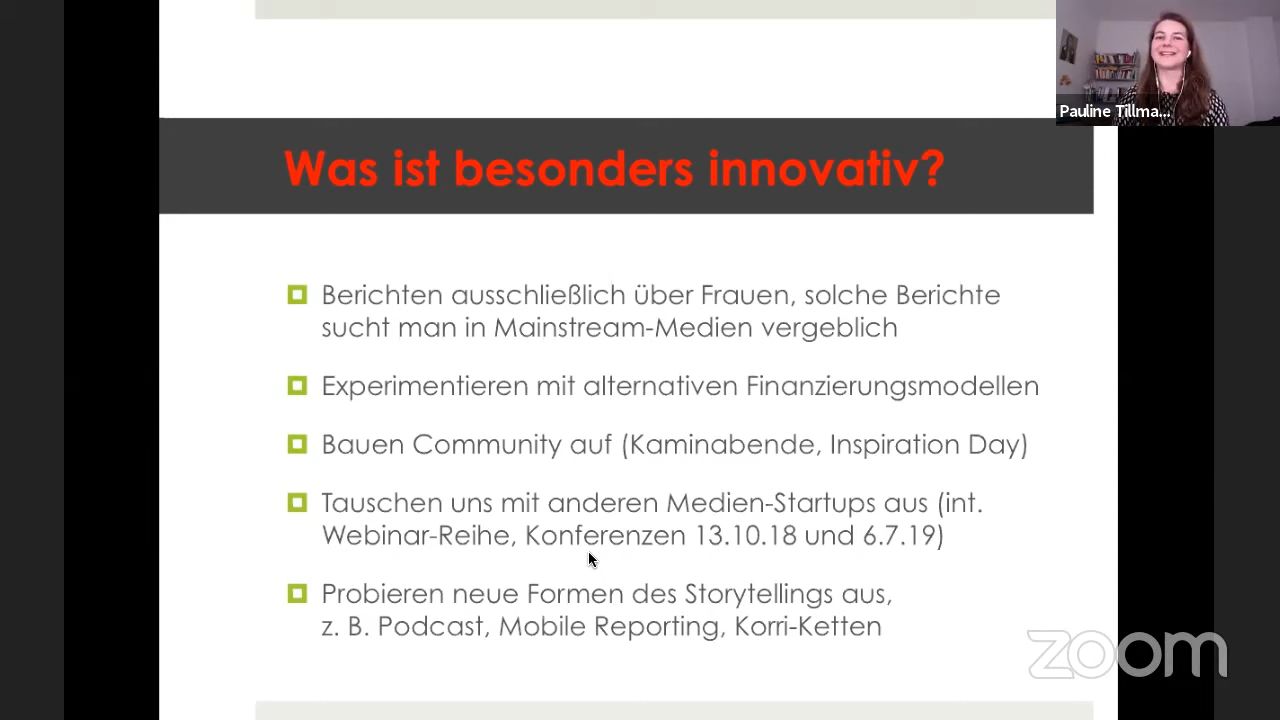 Pauline Tillma...
Was ist besonders innovativ?
Berichten ausschließlich über Frauen, solche Berichte
sucht man in Mainstream-Medien vergeblich
Experimentieren mit alternativen Finanzierungsmodellen
Bauen Community auf (Kaminabende, Inspiration Day)
Tauschen uns mit anderen Medien-Startups aus (int.
Webinar-Reihe, Konferenzen 13.10.18 und 6.7.19)
Probieren neue Formen des Storytellings aus,
z. B. Podcast, Mobile Reporting, Korri-Ketten
zoom